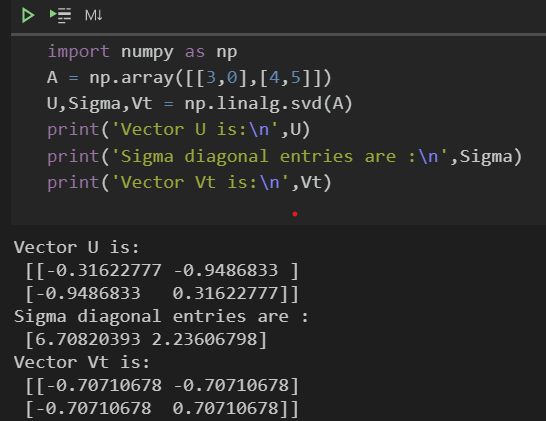 M↓
import numpy as np
A = np.array([[3,0],[4,5]])
U,Sigma,Vt = np.linalg.svd(A)
print('Vector U is:\n',U)
print('Sigma diagonal entries are :\n',Sigma)
print('Vector Vt is:\n',Vt)
Vector U is:
 [[-0.31622777 -0.9486833 ]
 [-0.9486833   0.31622777]]
Sigma diagonal entries are :
 [6.70820393 2.23606798]
Vector Vt is:
 [[-0.70710678 -0.70710678]
 [-0.70710678  0.70710678]]